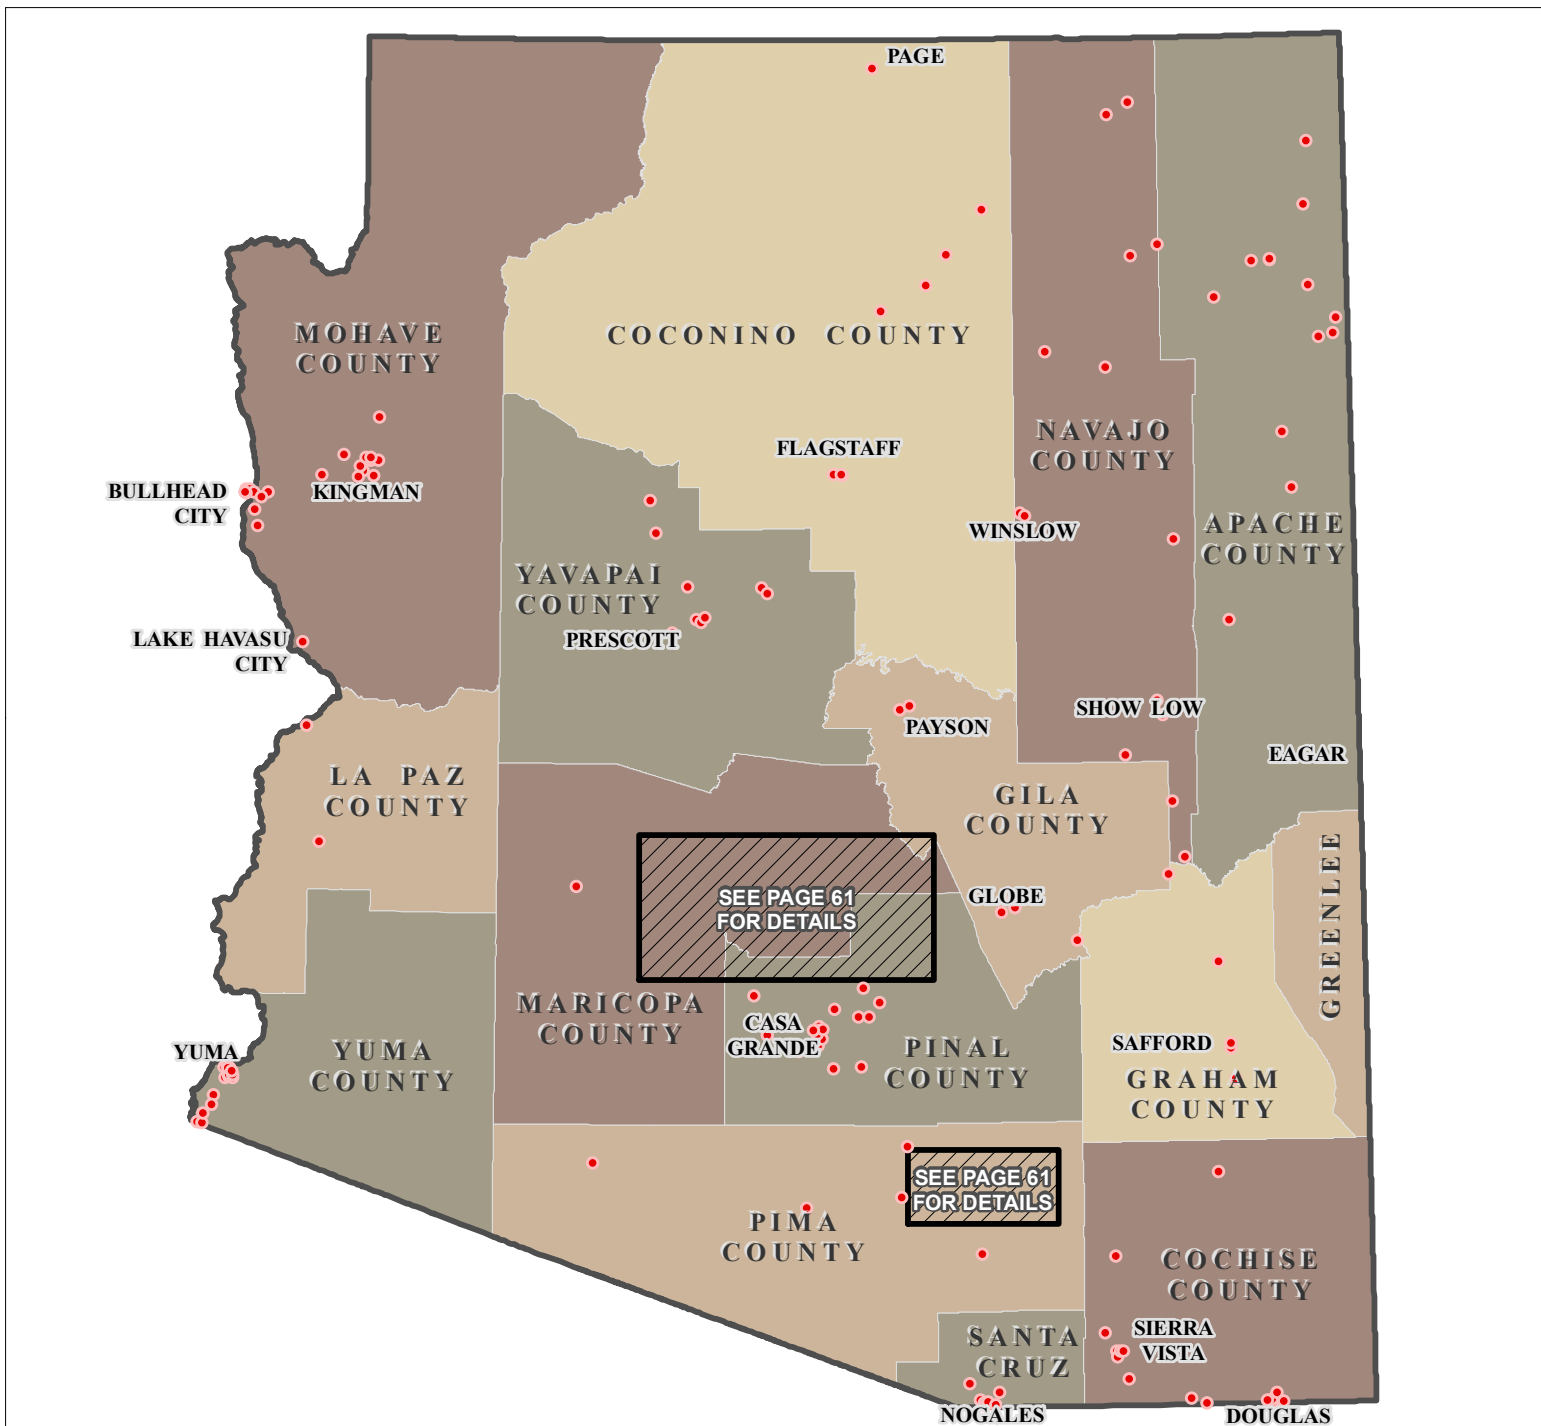 PAGE
MOHAVE
COUNTY
COCONINO COUNTY
NAVAJO
COUNTY
FLAGSTAFF
BULLHEAD
CITY
KINGMAN
WINSLOW
APACHE
COUNTY
YAVAPAI
COUNTY
PRESCOTT
LAKE HAVASU
CITY
SHOW LOW
PAYSON
EAGAR
LA PAZ
COUNTY
GILA
COUNTY
GREENLEE
SEE PAGE 61
FOR DETAILS
GLOBE
MARICOPA
COUNTY
CASA
GRANDE
PINAL
COUNTY
SAFFORD
GRAHAM
COUNTY
YUMA
YUMA
COUNTY
SEE PAGE 61
FOR DETAILS
PIMA
COUNTY
COCHISE
COUNTY
SIERRA
VISTA
SANTA
CRUZ
NOGALES
DOUGLAS